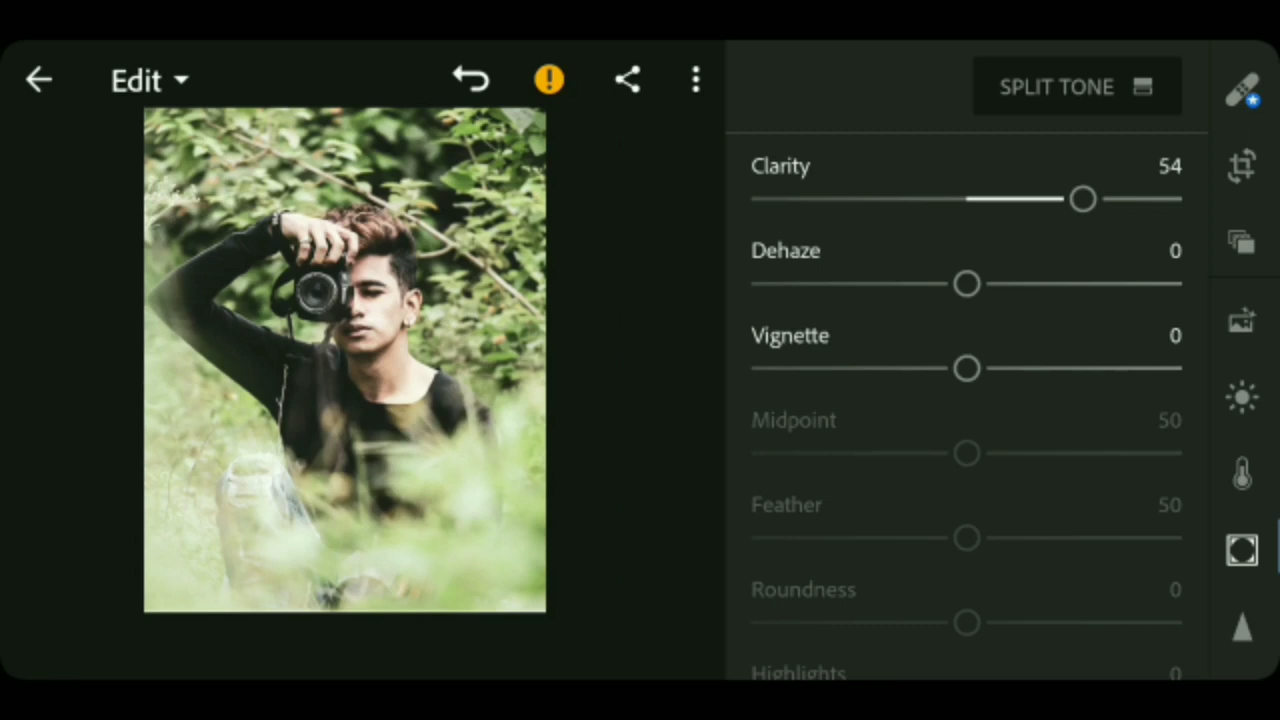 Edit
SPLIT TONE
Clarity 54
Dehaze 0
Vignette 0
Midpoint 50
Feather 50
Roundness 0
Highlights 0